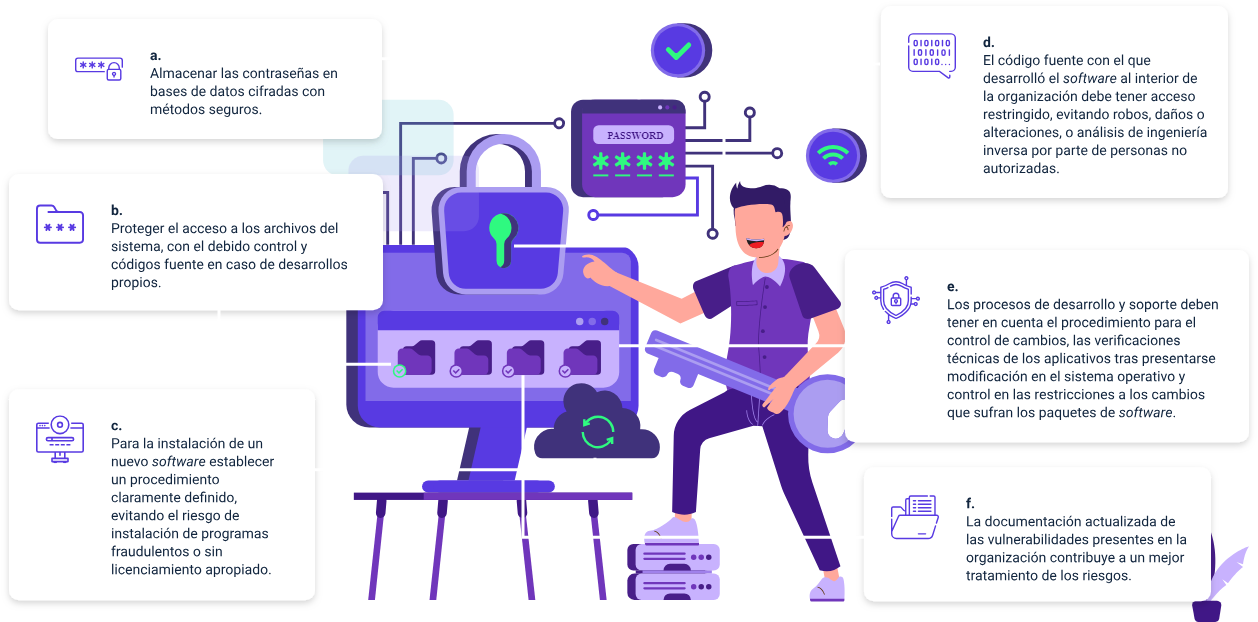 a.
Almacenar las contraseñas en
bases de datos cifradas con
métodos seguros.
b.
Proteger el acceso a los archivos del
sistema, con el debido control y
códigos fuente en caso de desarrollos
propios.
c.
Para la instalación de un
nuevo software establecer
un procedimiento
claramente definido,
evitando el riesgo de
instalación de programas
fraudulentos o sin
licenciamiento apropiado.
PASSWORD
****
d.
El código fuente con el que
desarrolló el software al interior de
la organización debe tener acceso
restringido, evitando robos, daños o
alteraciones, o análisis de ingeniería
inversa por parte de personas no
autorizadas.
0101010
1010101
01010...
e.
Los procesos de desarrollo y soporte deben
tener en cuenta el procedimiento para el
control de cambios, las verificaciones
técnicas de los aplicativos tras presentarse
modificación en el sistema operativo y
control en las restricciones a los cambios
que sufran los paquetes de software.
f.
La documentación actualizada de
las vulnerabilidades presentes en la
organización contribuye a un mejor
tratamiento de los riesgos.